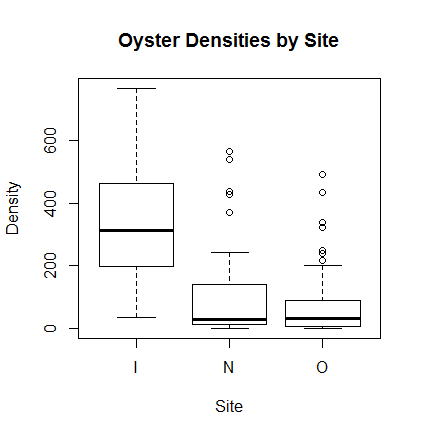 Oyster Densities by Site
Density
600
400
200
0
I N O
Site